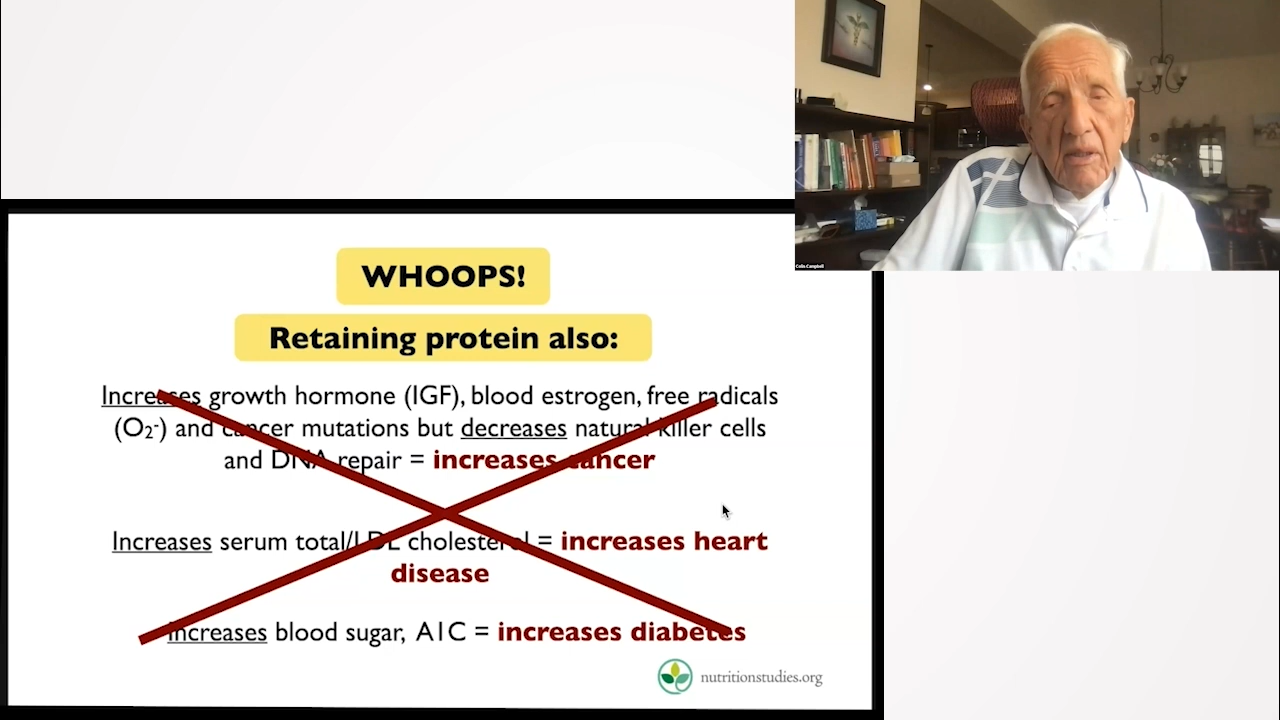 Colin Campbell
WHOOPS!
Retaining protein also:
Increases growth hormone (IGF), blood estrogen, free radicals
(O₂⁻) and cancer mutations but decreases natural killer cells
and DNA repair = increases cancer
Increases serum total/LDL cholesterol = increases heart
disease
Increases blood sugar, A1C = increases diabetes
nutritionstudies.org